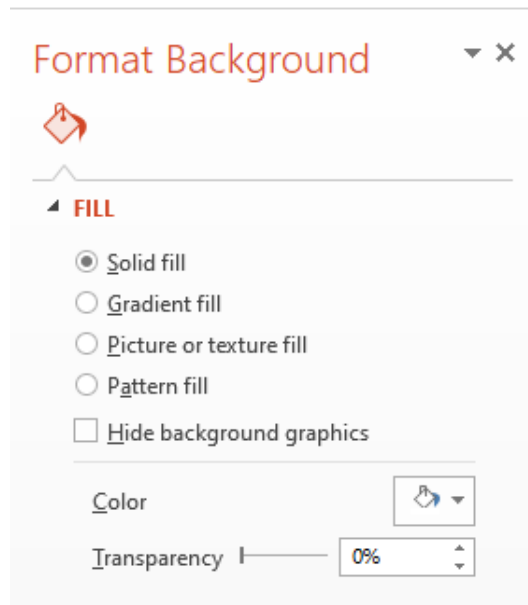 Format Background
FILL
Solid fill
Gradient fill
Picture or texture fill
Pattern fill
Hide background graphics
Color
Transparency 0%